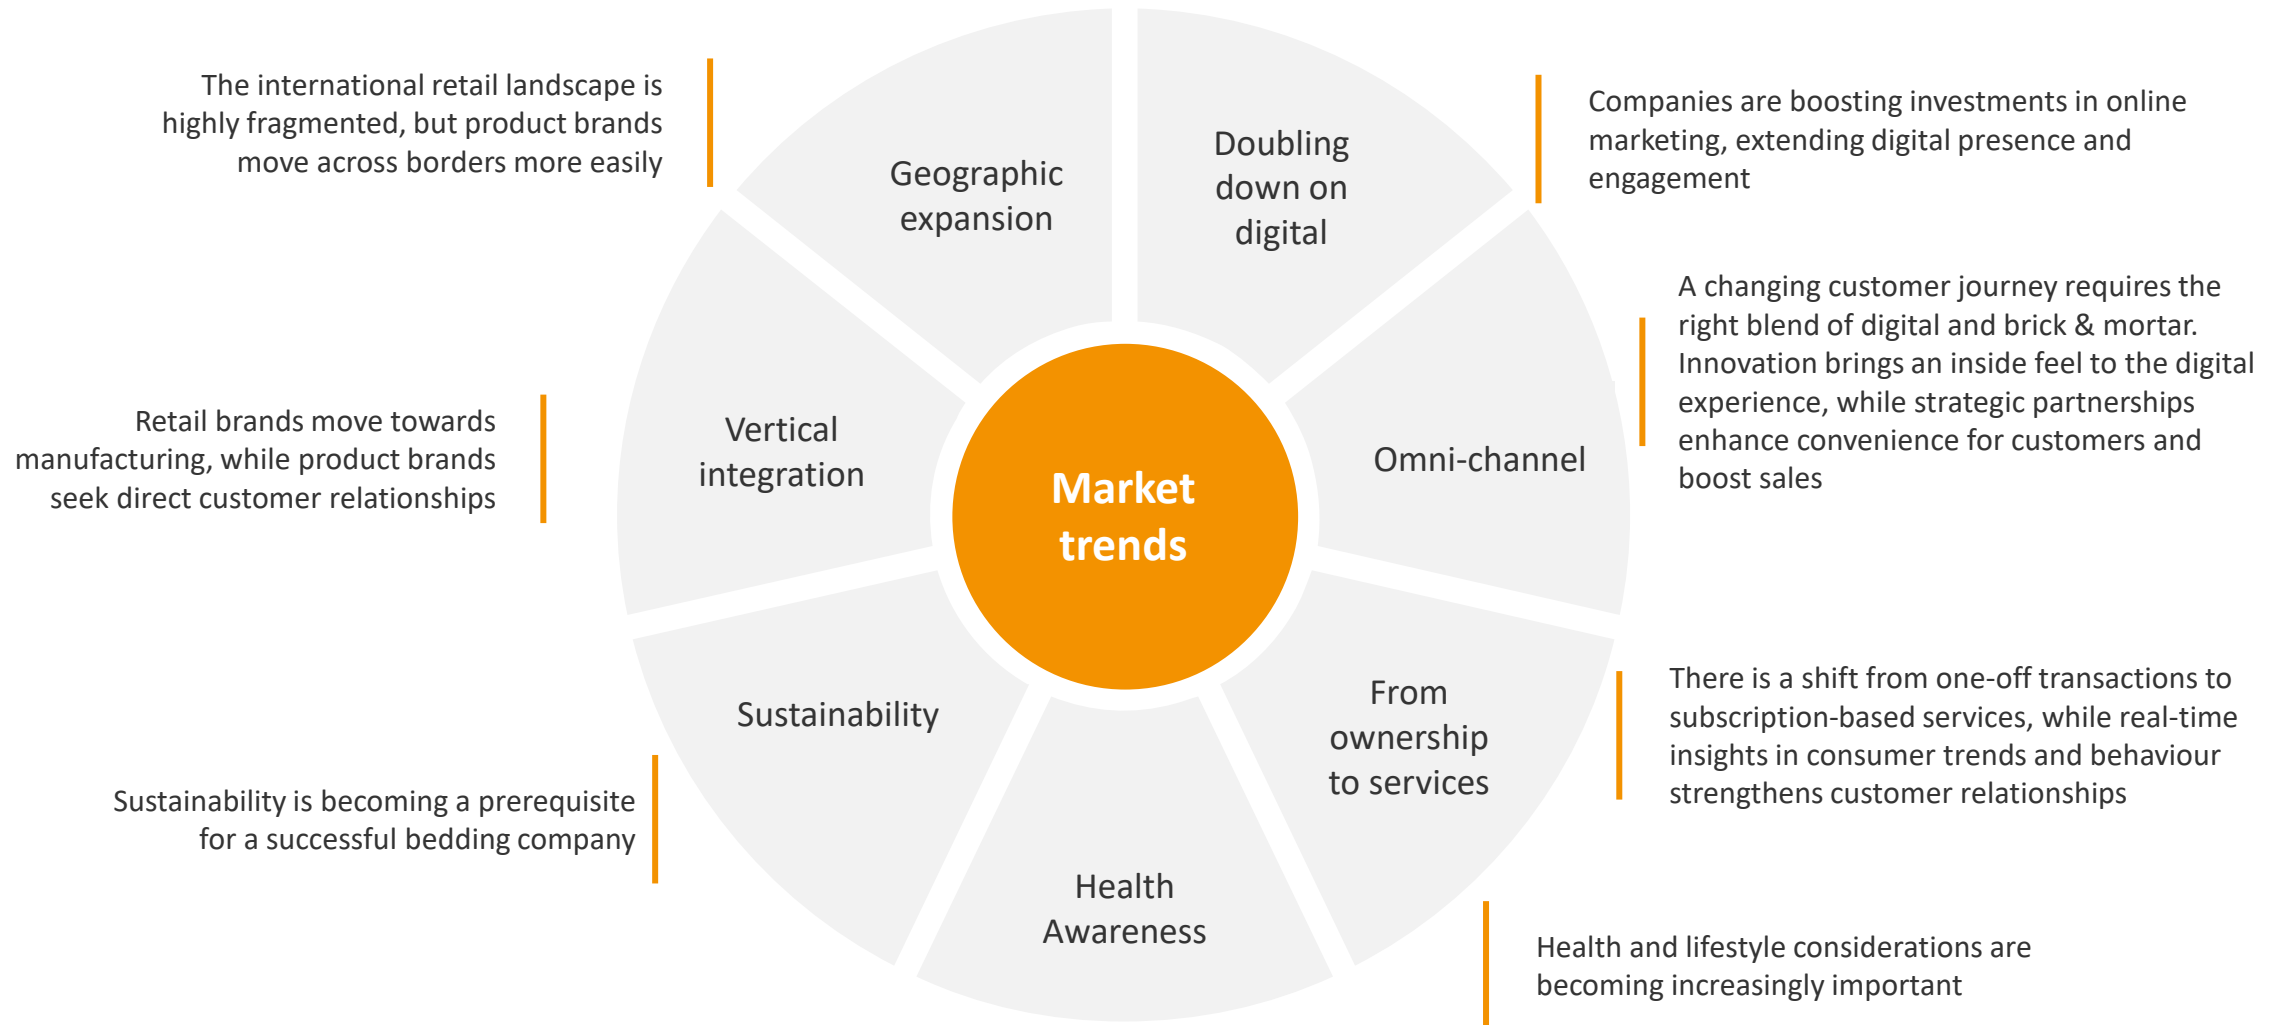 The international retail landscape is
highly fragmented, but product brands
move across borders more easily
Geographic
expansion
Doubling
down on
digital
Companies are boosting investments in online
marketing, extending digital presence and
engagement
Retail brands move towards
manufacturing, while product brands
seek direct customer relationships
Vertical
integration
Market
trends
Omni-channel
A changing customer journey requires the
right blend of digital and brick & mortar.
Innovation brings an inside feel to the digital
experience, while strategic partnerships
enhance convenience for customers and
boost sales
Sustainability is becoming a prerequisite
for a successful bedding company
Sustainability
From
ownership
to services
There is a shift from one-off transactions to
subscription-based services, while real-time
insights in consumer trends and behaviour
strengthens customer relationships
Health
Awareness
Health and lifestyle considerations are
becoming increasingly important